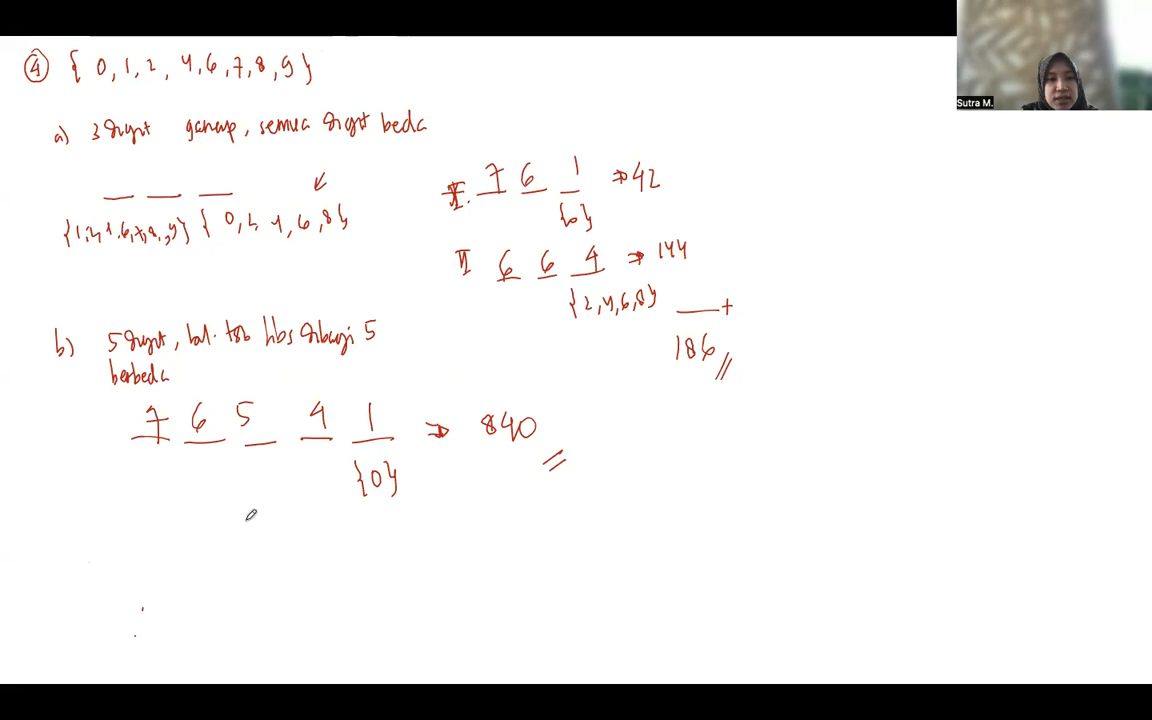 ④ { 0, 1, 2, 4, 6, 7, 8, 9 }
a) 3 digit genap, semua digit beda
{1, 2, 4, 6, 7, 8, 9} { 0, 2, 4, 6, 8 }
I. 7 6 1 ⇒ 42
{0}
II 6 6 4 ⇒ 144
{2, 4, 6, 8}
+
186 //
b) 5 digit, bil. tsb hbs dibagi 5
berbeda
7 6 5 4 1 ⇒ 840 //
{0}
Sutra M.